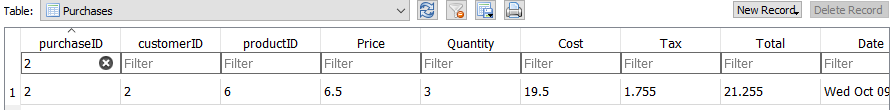 Table: Purchases New Record Delete Record
purchaseID customerID productID Price Quantity Cost Tax Total Date
2 Filter Filter Filter Filter Filter Filter Filter Filter
1 2 2 6 6.5 3 19.5 1.755 21.255 Wed Oct 09